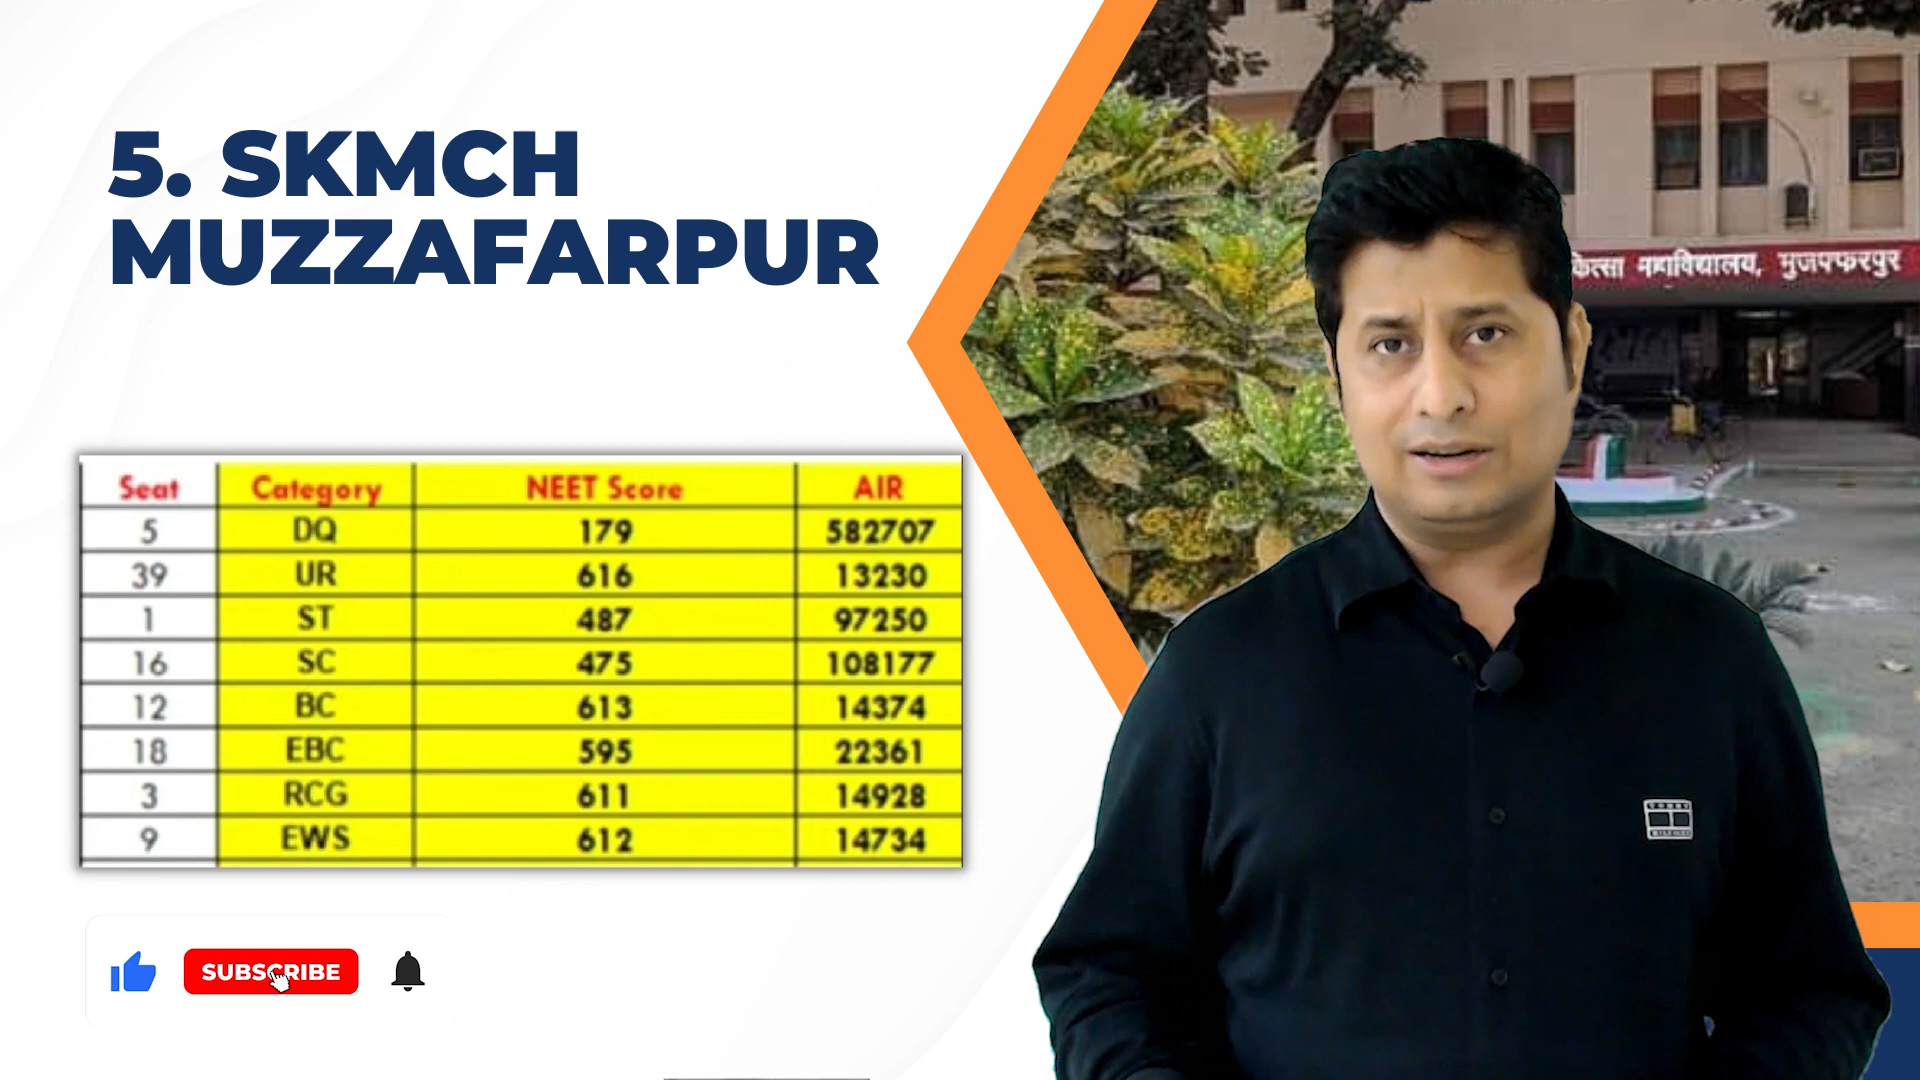 5. SKMCH
MUZZAFARPUR
चिकित्सा महाविद्यालय, मुजफ्फरपुर
Seat Category NEET Score AIR
5 DQ 179 582707
39 UR 616 13230
1 ST 487 97250
16 SC 475 108177
12 BC 613 14374
18 EBC 595 22361
3 RCG 611 14928
9 EWS 612 14734
SUBSCRIBE